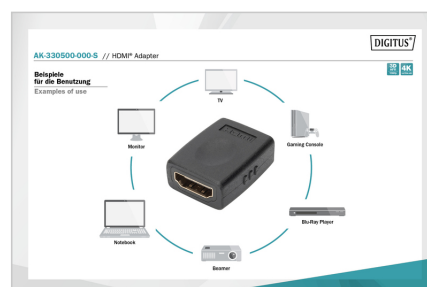 DIGITUS®
AK-330500-000-S // HDMI® Adapter
Beispiele
für die Benutzung
Examples of use
3D
4K
TV
Monitor
Gaming Console
Notebook
Blu-Ray Player
Beamer